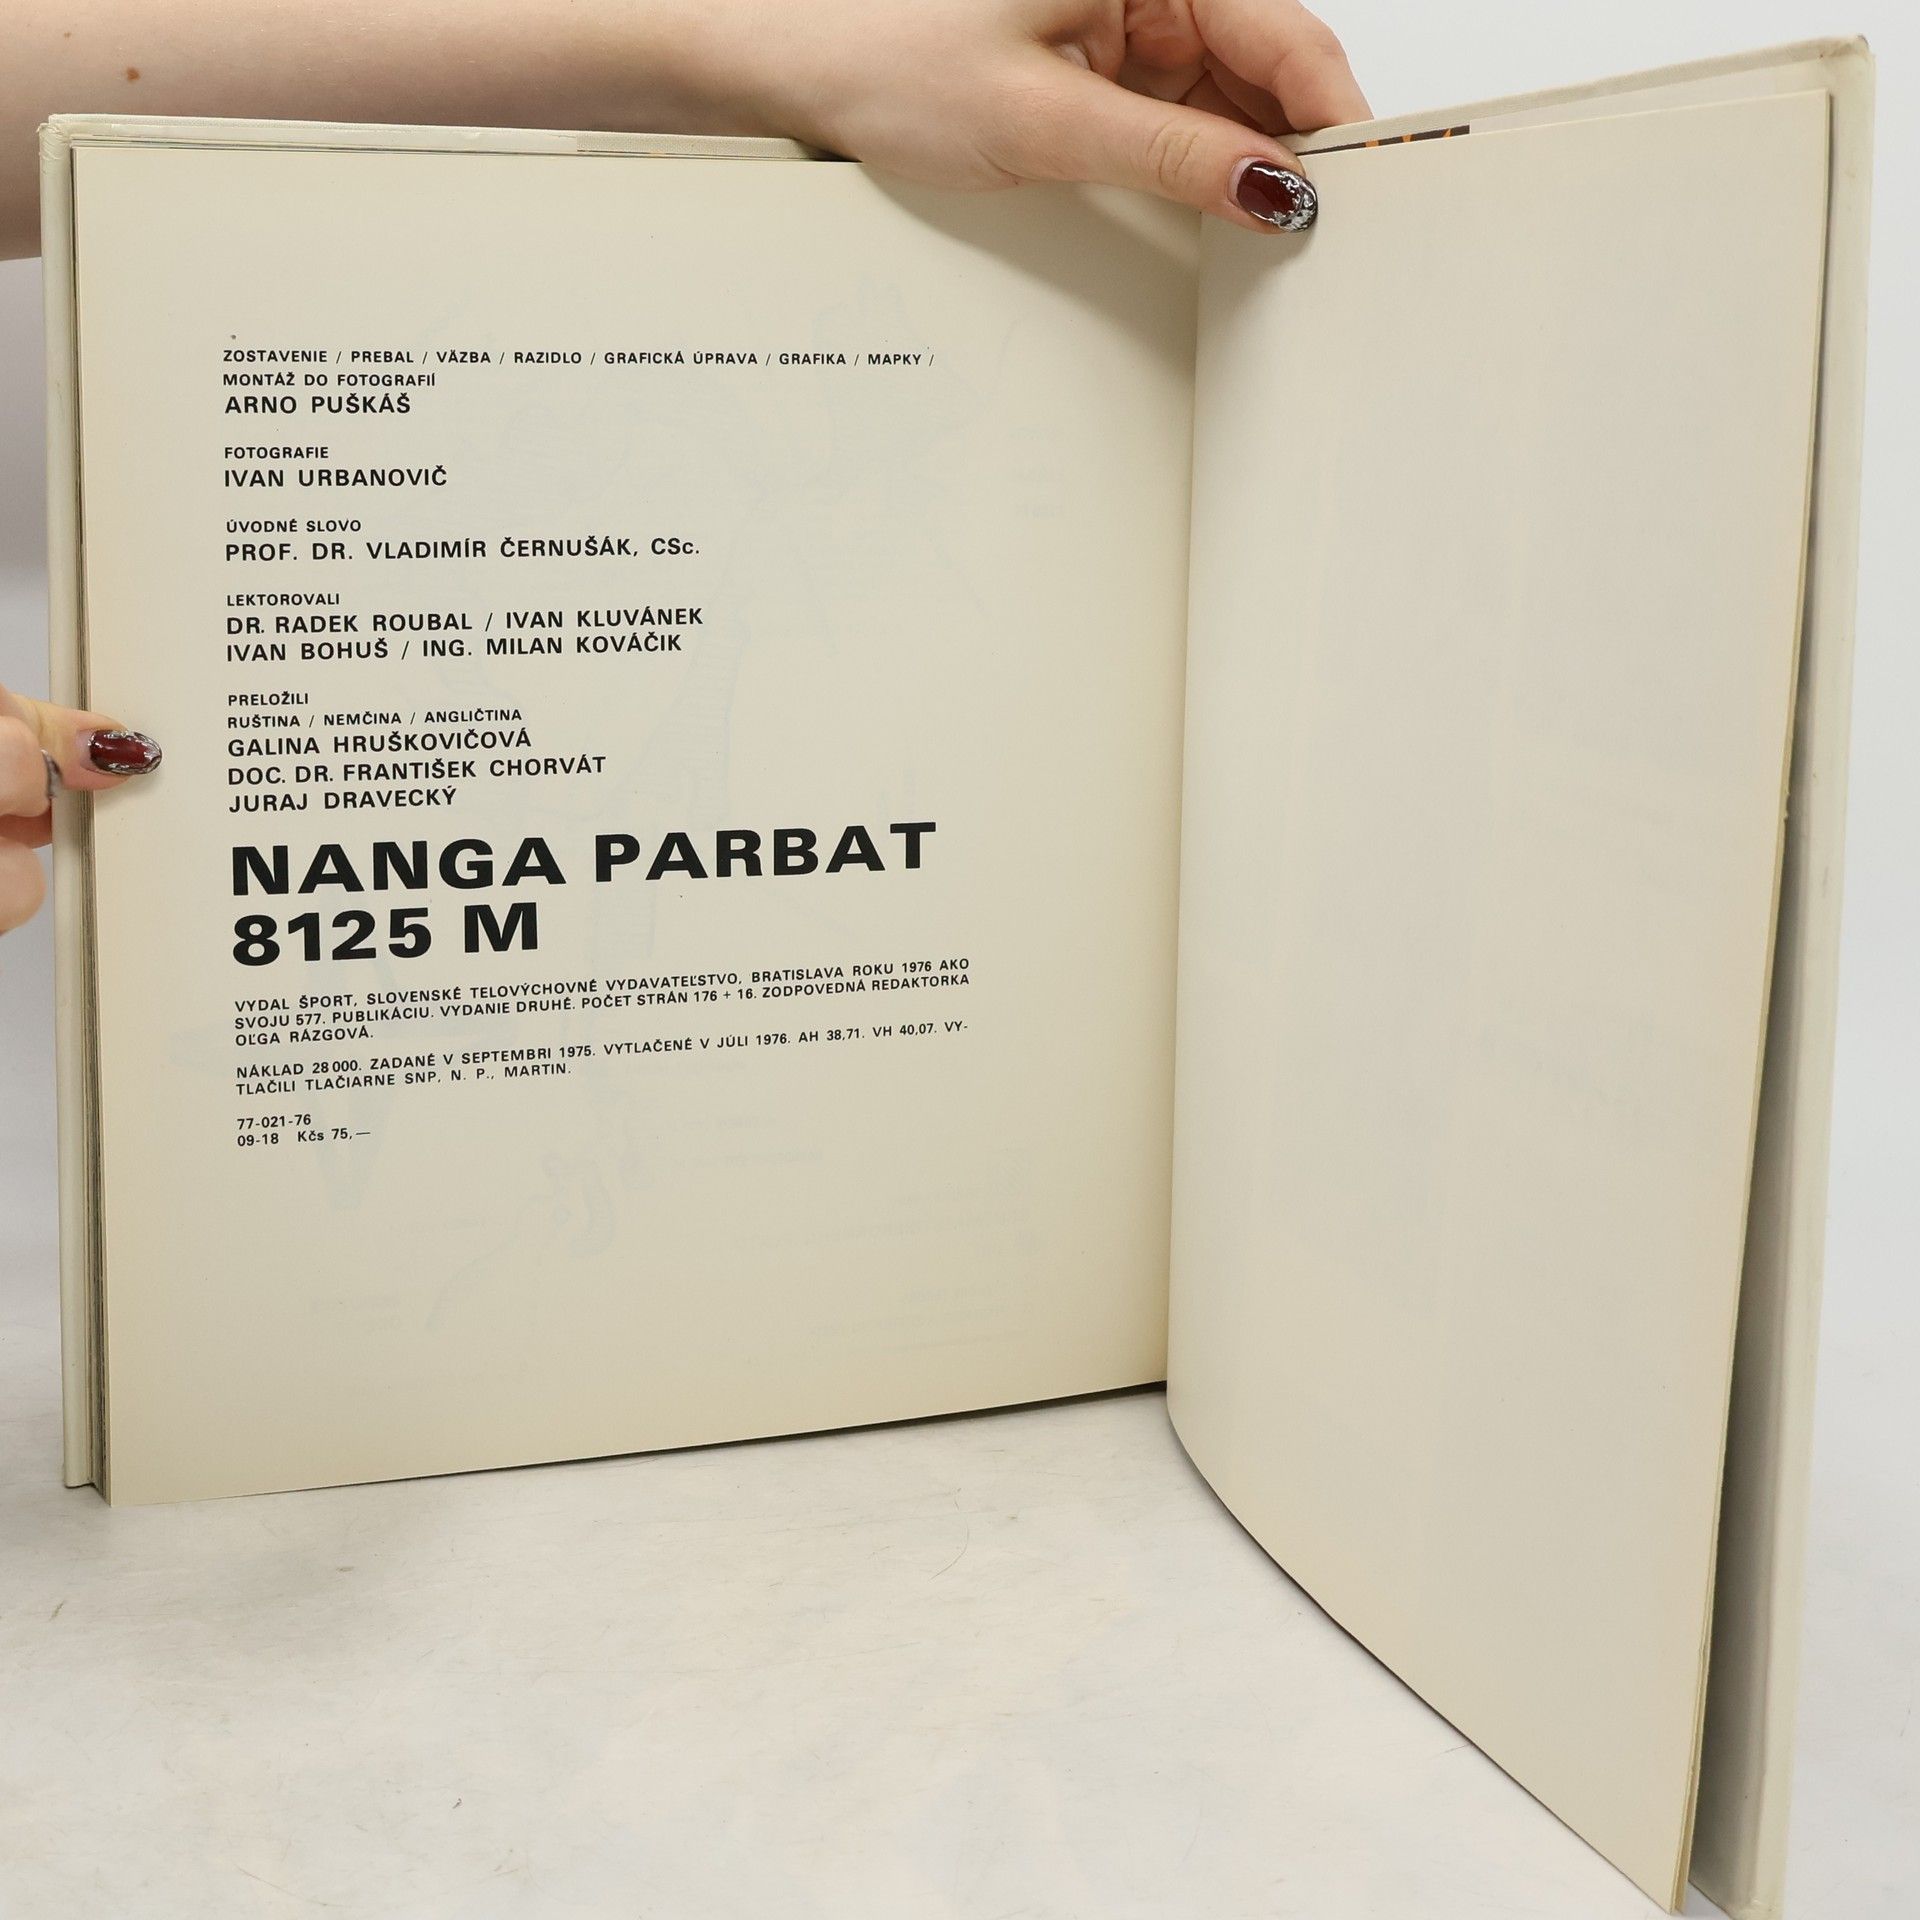 ZOSTAVENIE / PREBAL / VÄZBA / RAZIDLO / GRAFICKÁ ÚPRAVA / GRAFIKA / MAPKY /
MONTÁŽ DO FOTOGRAFIÍ
ARNO PUŠKÁŠ
FOTOGRAFIE
IVAN URBANOVIČ
ÚVODNÉ SLOVO
PROF. DR. VLADIMÍR ČERNUŠÁK, CSc.
LEKTOROVALI
DR. RADEK ROUBAL / IVAN KLUVÁNEK
IVAN BOHUŠ / ING. MILAN KOVÁČIK
PRELOŽILI
RUŠTINA / NEMČINA / ANGLIČTINA
GALINA HRUŠKOVIČOVÁ
DOC. DR. FRANTIŠEK CHORVÁT
JURAJ DRAVECKÝ
NANGA PARBAT
8125 M
VYDAL ŠPORT, SLOVENSKÉ TELOVÝCHOVNÉ VYDAVATEĽSTVO, BRATISLAVA ROKU 1976 AKO
SVOJU 577. PUBLIKÁCIU. VYDANIE DRUHÉ. POČET STRÁN 176 + 16. ZODPOVEDNÁ REDAKTORKA
OĽGA RÁZGOVÁ.
NÁKLAD 28 000. ZADANÉ V SEPTEMBRI 1975. VYTLAČENÉ V JÚLI 1976. AH 38,71. VH 40,07. VY-
TLAČILI TLAČIARNE SNP, N. P., MARTIN.
77-021-76
09-18 Kčs 75,—